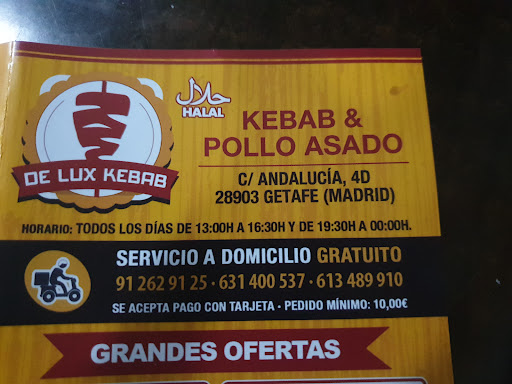 DE LUX KEBAB
حلال
HALAL
KEBAB &
POLLO ASADO
C/ ANDALUCÍA, 4D
28903 GETAFE (MADRID)
HORARIO: TODOS LOS DÍAS DE 13:00H A 16:30H Y DE 19:30H A 00:00H.
SERVICIO A DOMICILIO GRATUITO
91 262 91 25 · 631 400 537 · 613 489 910
SE ACEPTA PAGO CON TARJETA · PEDIDO MÍNIMO: 10,00€
GRANDES OFERTAS